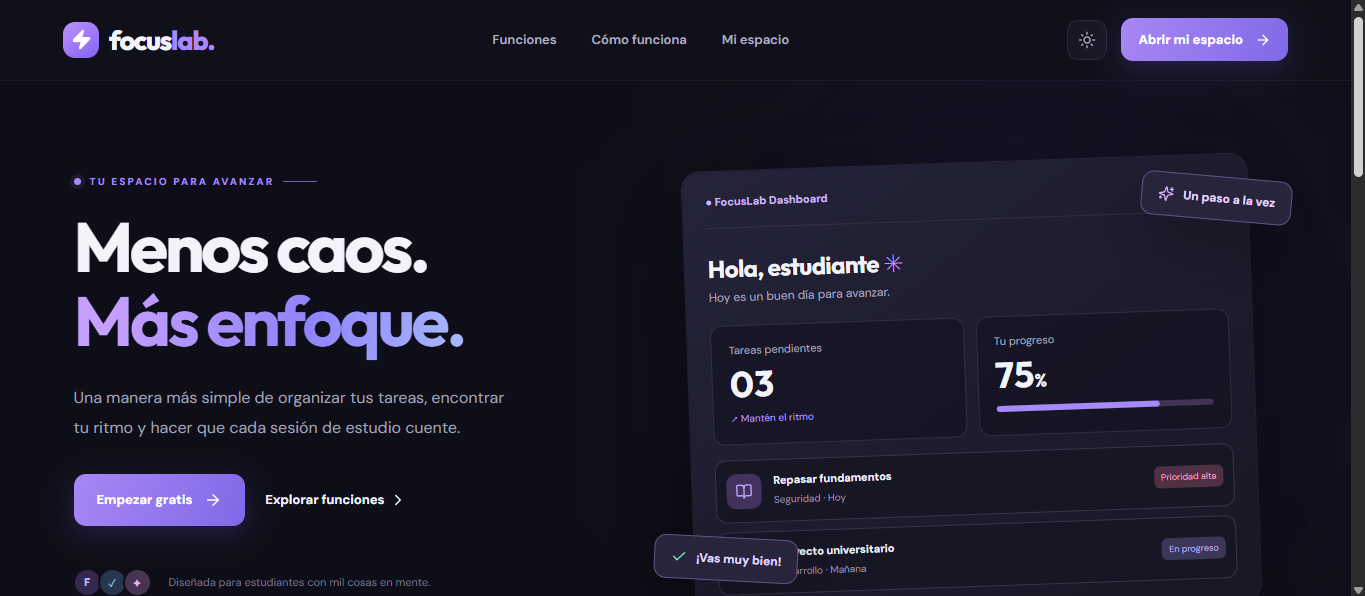 focuslab.
Funciones
Cómo funciona
Mi espacio
Abrir mi espacio
TU ESPACIO PARA AVANZAR
Menos caos.
Más enfoque.
Una manera más simple de organizar tus tareas, encontrar
tu ritmo y hacer que cada sesión de estudio cuente.
Empezar gratis
Explorar funciones
F
Diseñada para estudiantes con mil cosas en mente.
FocusLab Dashboard
Un paso a la vez
Hola, estudiante
Hoy es un buen día para avanzar.
Tareas pendientes
03
Mantén el ritmo
Tu progreso
75%
Repasar fundamentos
Seguridad · Hoy
Prioridad alta
universitario
Mañana
En progreso
¡Vas muy bien!